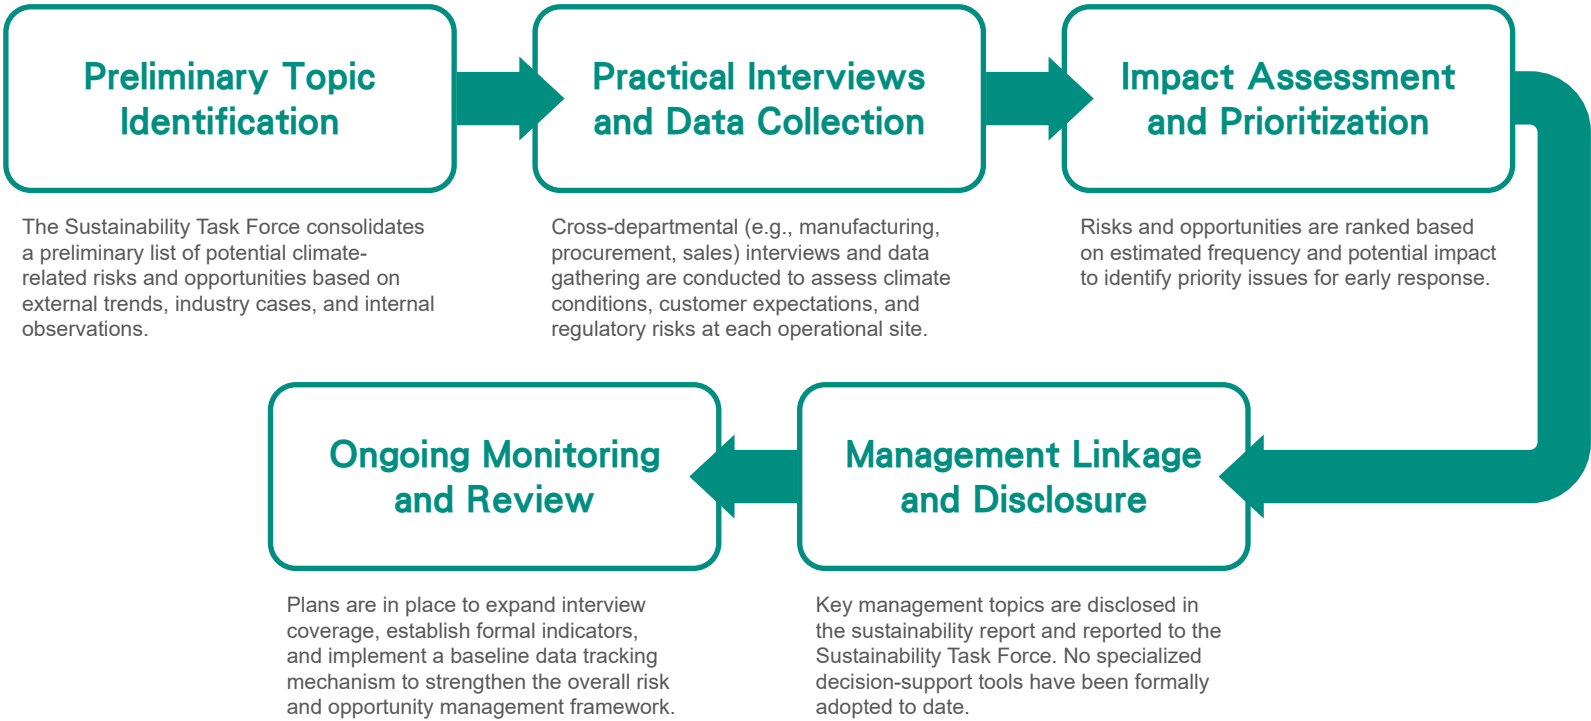 Preliminary Topic
Identification
The Sustainability Task Force consolidates
a preliminary list of potential climate-
related risks and opportunities based on
external trends, industry cases, and internal
observations.
Practical Interviews
and Data Collection
Cross-departmental (e.g., manufacturing,
procurement, sales) interviews and data
gathering are conducted to assess climate
conditions, customer expectations, and
regulatory risks at each operational site.
Impact Assessment
and Prioritization
Risks and opportunities are ranked based
on estimated frequency and potential impact
to identify priority issues for early response.
Management Linkage
and Disclosure
Key management topics are disclosed in
the sustainability report and reported to the
Sustainability Task Force. No specialized
decision-support tools have been formally
adopted to date.
Ongoing Monitoring
and Review
Plans are in place to expand interview
coverage, establish formal indicators,
and implement a baseline data tracking
mechanism to strengthen the overall risk
and opportunity management framework.